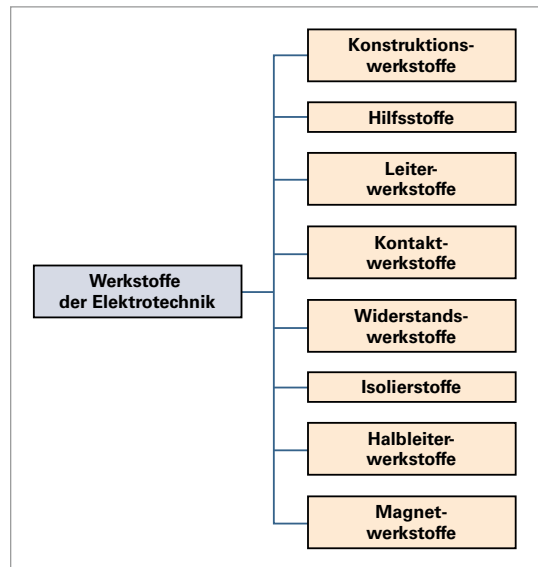 Konstruktions-
werkstoffe
Hilfsstoffe
Leiter-
werkstoffe
Kontakt-
werkstoffe
Werkstoffe
der Elektrotechnik
Widerstands-
werkstoffe
Isolierstoffe
Halbleiter-
werkstoffe
Magnet-
werkstoffe